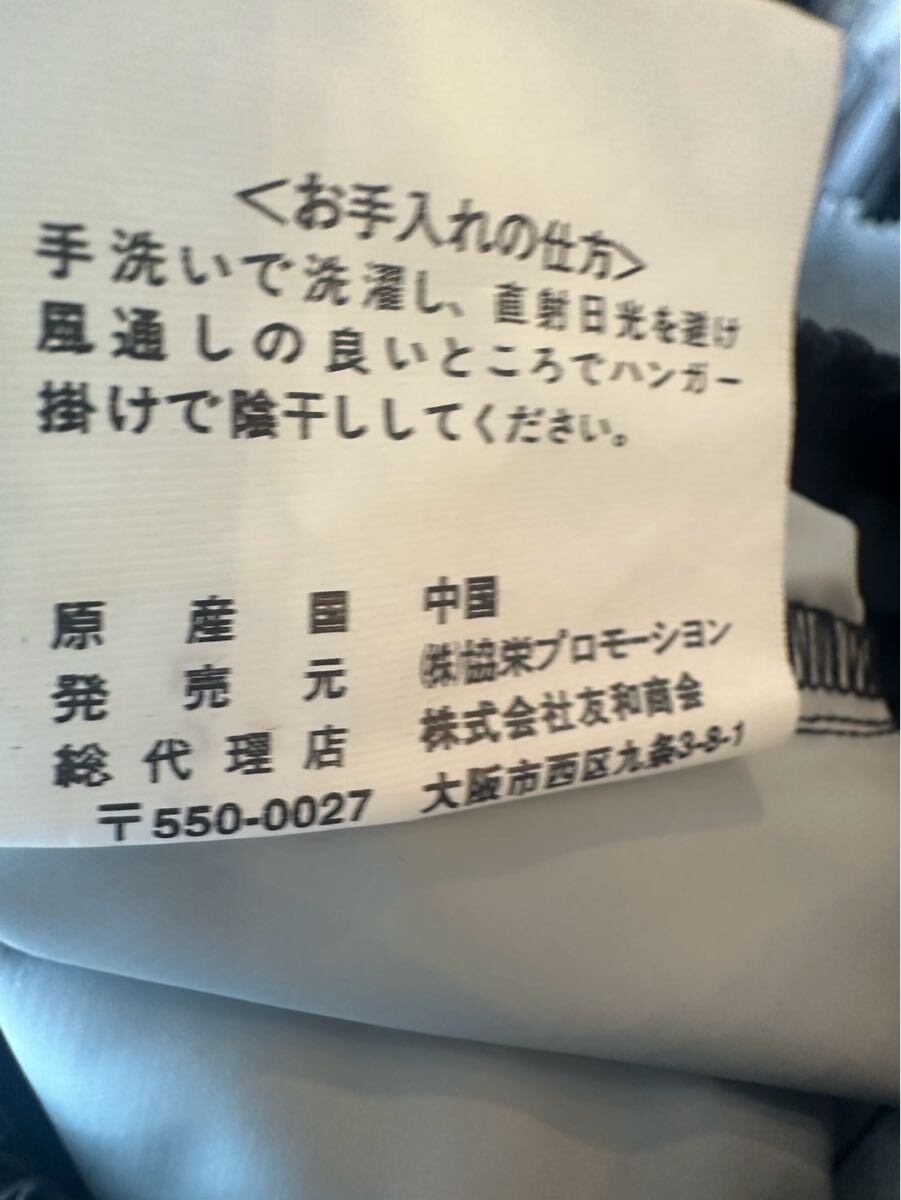 <お手入れの仕方>
手洗いで洗濯し、直射日光を避け
風通しの良いところでハンガー
掛けで陰干ししてください。
原産国 中国
発売元 ㈱協栄プロモーション
総代理店 株式会社友和商会
〒550-0027 大阪市西区九条3-8-1